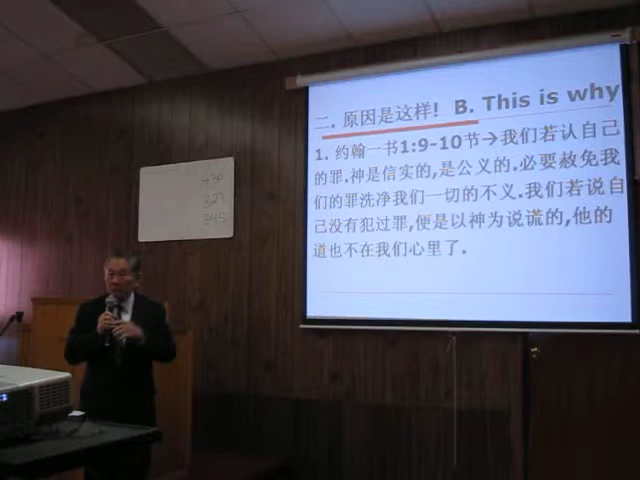 430
327
345
二. 原因是这样! B. This is why
1. 约翰一书1:9-10节→我们若认自己
的罪.神是信实的,是公义的.必要赦免我
们的罪洗净我们一切的不义.我们若说自
己没有犯过罪,便是以神为说谎的,他的
道也不在我们心里了.